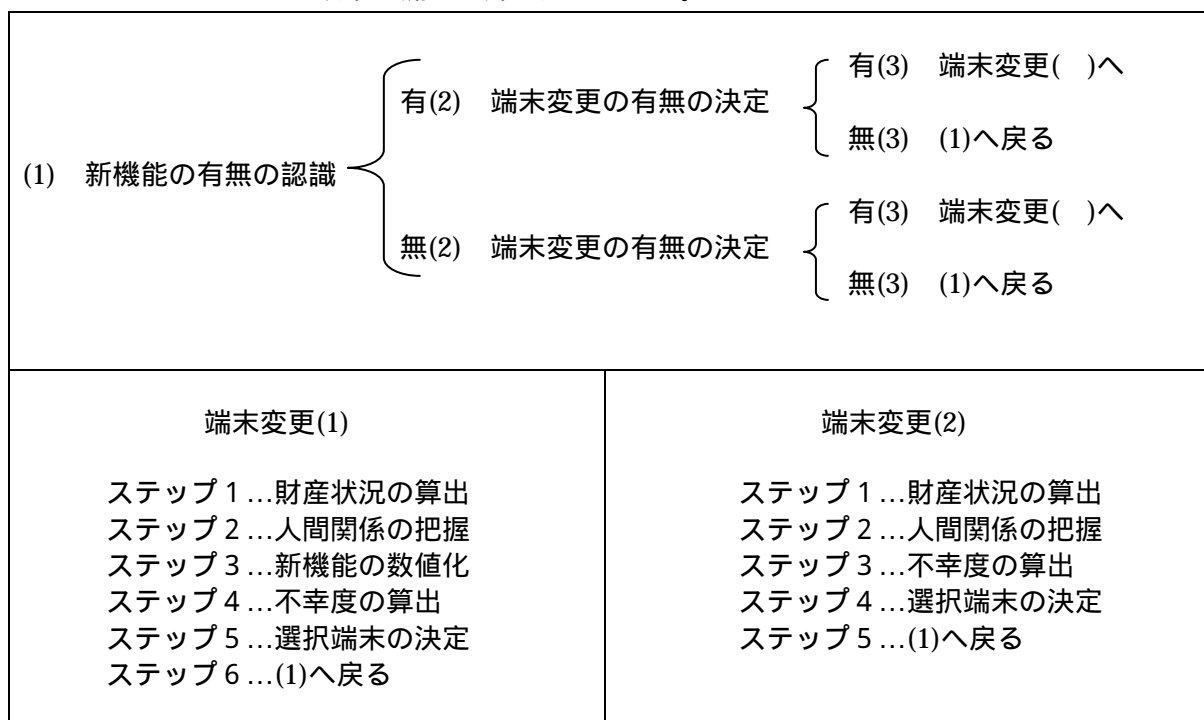 有(3) 端末変更( )へ
有(2) 端末変更の有無の決定
無(3) (1)へ戻る
(1) 新機能の有無の認識
有(3) 端末変更( )へ
無(2) 端末変更の有無の決定
無(3) (1)へ戻る
端末変更(1)
ステップ1…財産状況の算出
ステップ2…人間関係の把握
ステップ3…新機能の数値化
ステップ4…不幸度の算出
ステップ5…選択端末の決定
ステップ6…(1)へ戻る
端末変更(2)
ステップ1…財産状況の算出
ステップ2…人間関係の把握
ステップ3…不幸度の算出
ステップ4…選択端末の決定
ステップ5…(1)へ戻る